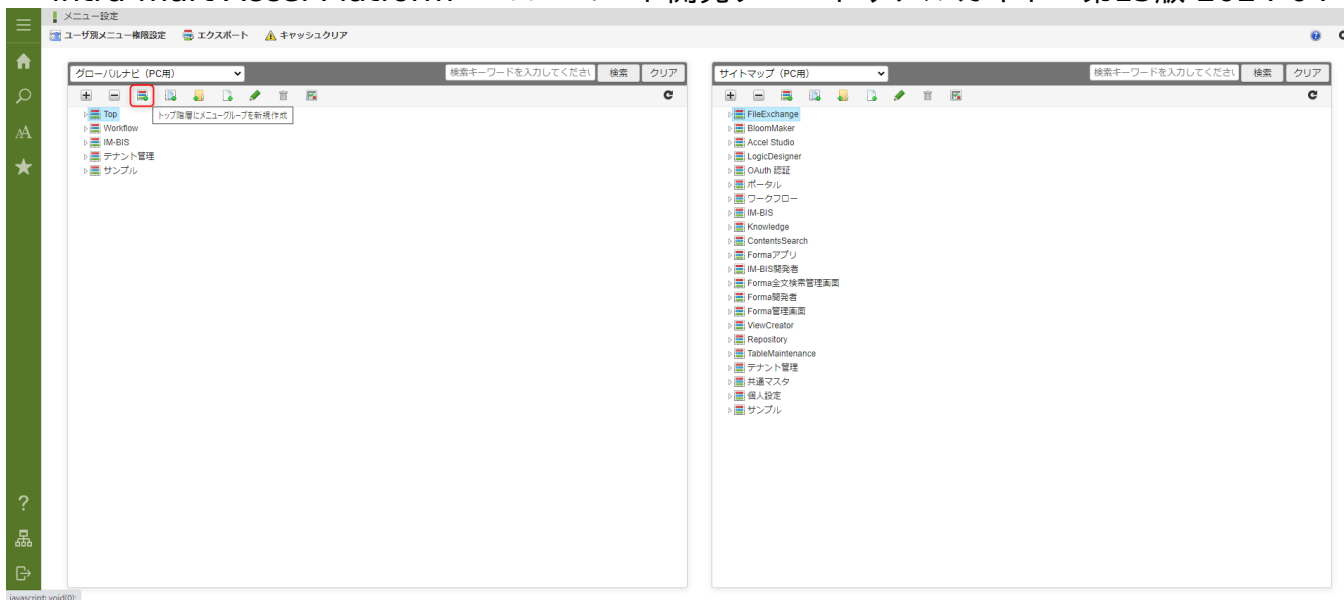 メニュー設定
ユーザ別メニュー権限設定 エクスポート キャッシュクリア
グローバルナビ（PC用） 検索キーワードを入力してください 検索 クリア
トップ階層にメニューグループを新規作成
Top
Workflow
IM-BIS
テナント管理
サンプル
サイトマップ（PC用） 検索キーワードを入力してください 検索 クリア
FileExchange
BloomMaker
Accel Studio
LogicDesigner
OAuth 認証
ポータル
ワークフロー
IM-BIS
Knowledge
ContentsSearch
Formaアプリ
IM-BIS開発者
Forma全文検索管理画面
Forma開発者
Forma管理画面
ViewCreator
Repository
TableMaintenance
テナント管理
共通マスタ
個人設定
サンプル
javascript: void(0);